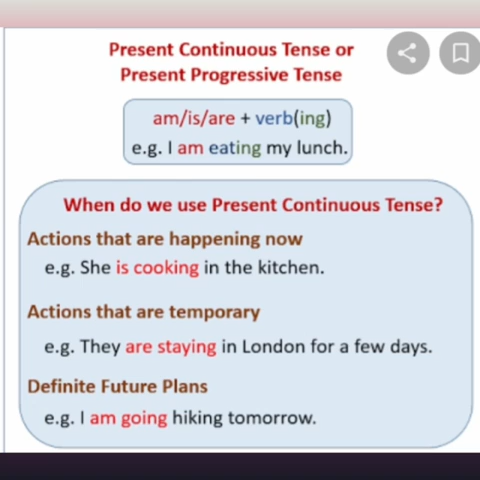 Present Continuous Tense or
Present Progressive Tense
am/is/are + verb(ing)
e.g. I am eating my lunch.
When do we use Present Continuous Tense?
Actions that are happening now
e.g. She is cooking in the kitchen.
Actions that are temporary
e.g. They are staying in London for a few days.
Definite Future Plans
e.g. I am going hiking tomorrow.